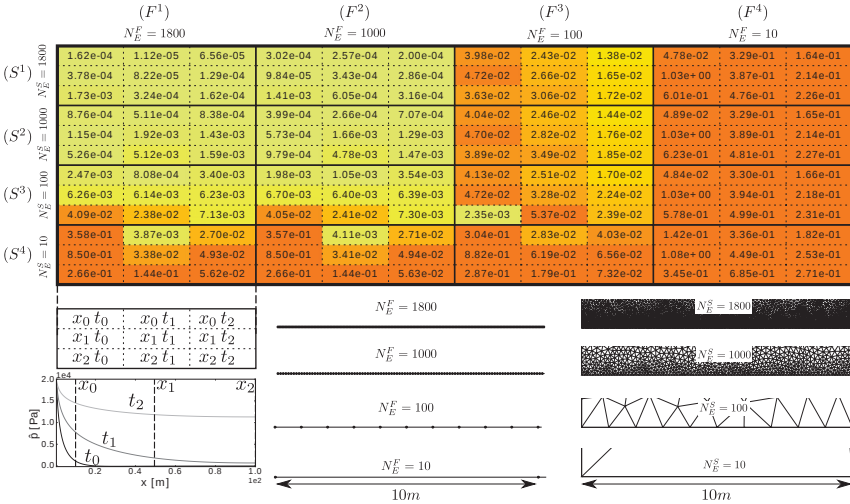 (F¹) (F²) (F³) (F⁴)
N_E^F = 1800 N_E^F = 1000 N_E^F = 100 N_E^F = 10
(S¹) N_E^S = 1800
1.62e-04 1.12e-05 6.56e-05 3.02e-04 2.57e-04 2.00e-04 3.98e-02 2.43e-02 1.38e-02 4.78e-02 3.29e-01 1.64e-01
3.78e-04 8.22e-05 1.29e-04 9.84e-05 3.43e-04 2.86e-04 4.72e-02 2.66e-02 1.65e-02 1.03e+00 3.87e-01 2.14e-01
1.73e-03 3.24e-04 1.62e-04 1.41e-03 6.05e-04 3.16e-04 3.63e-02 3.06e-02 1.72e-02 6.01e-01 4.76e-01 2.26e-01
(S²) N_E^S = 1000
8.76e-04 5.11e-04 8.38e-04 3.99e-04 2.66e-04 7.07e-04 4.04e-02 2.46e-02 1.44e-02 4.89e-02 3.29e-01 1.65e-01
1.15e-04 1.92e-03 1.43e-03 5.73e-04 1.66e-03 1.29e-03 4.70e-02 2.82e-02 1.76e-02 1.03e+00 3.89e-01 2.14e-01
5.26e-04 5.12e-03 1.59e-03 9.79e-04 4.78e-03 1.47e-03 3.89e-02 3.49e-02 1.85e-02 6.23e-01 4.81e-01 2.27e-01
(S³) N_E^S = 100
2.47e-03 8.08e-04 3.40e-03 1.98e-03 1.05e-03 3.54e-03 4.13e-02 2.51e-02 1.70e-02 4.84e-02 3.30e-01 1.66e-01
6.26e-03 6.14e-03 6.23e-03 6.70e-03 6.40e-03 6.39e-03 4.72e-02 3.28e-02 2.24e-02 1.03e+00 3.94e-01 2.18e-01
4.09e-02 2.38e-02 7.13e-03 4.05e-02 2.41e-02 7.30e-03 2.35e-03 5.37e-02 2.39e-02 5.78e-01 4.99e-01 2.31e-01
(S⁴) N_E^S = 10
3.58e-01 3.87e-03 2.70e-02 3.57e-01 4.11e-03 2.71e-02 3.04e-01 2.83e-02 4.03e-02 1.42e-01 3.36e-01 1.82e-01
8.50e-01 3.38e-02 4.93e-02 8.50e-01 3.41e-02 4.94e-02 8.82e-01 6.19e-02 6.56e-02 1.08e+00 4.49e-01 2.53e-01
2.66e-01 1.44e-01 5.62e-02 2.66e-01 1.44e-01 5.63e-02 2.87e-01 1.79e-01 7.32e-02 3.45e-01 6.85e-01 2.71e-01
x₀ t₀ x₀ t₁ x₀ t₂
x₁ t₀ x₁ t₁ x₁ t₂
x₂ t₀ x₂ t₁ x₂ t₂
1e4
2.0
1.5
1.0
0.5
0.0
p̂ [Pa]
x₀ x₁ x₂
t₂
t₁
t₀
0.2 0.4 0.6 0.8 1.0
x [m] 1e2
N_E^F = 1800
N_E^F = 1000
N_E^F = 100
N_E^F = 10
10m
N_E^S = 1800
N_E^S = 1000
N_E^S = 100
N_E^S = 10
10m